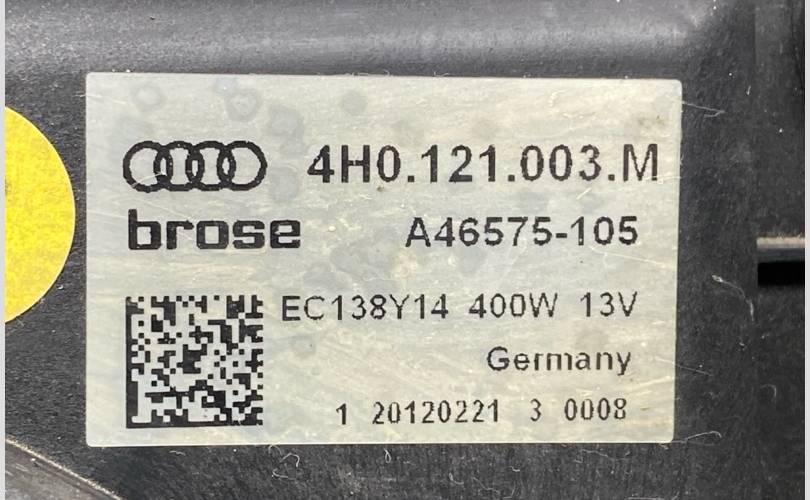 4H0.121.003.M
brose A46575-105
EC138Y14 400W 13V
Germany
1 20120221 3 0008